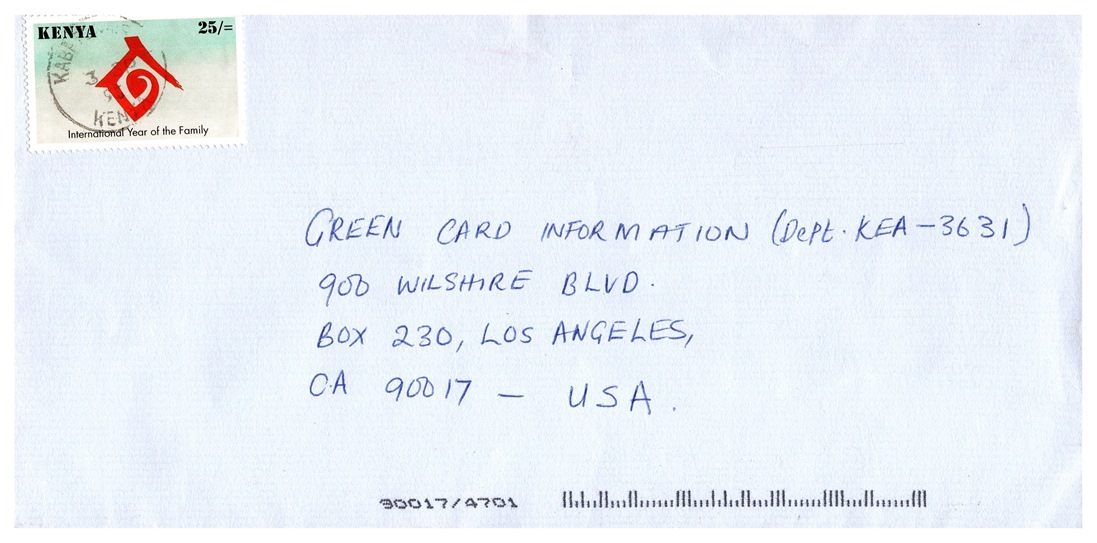 KENYA 25/=
KENYA
International Year of the Family
GREEN CARD INFORMATION (Dept. KEA-3631)
900 WILSHIRE BLVD.
BOX 230, LOS ANGELES,
CA 90017 — USA.
90017/4701